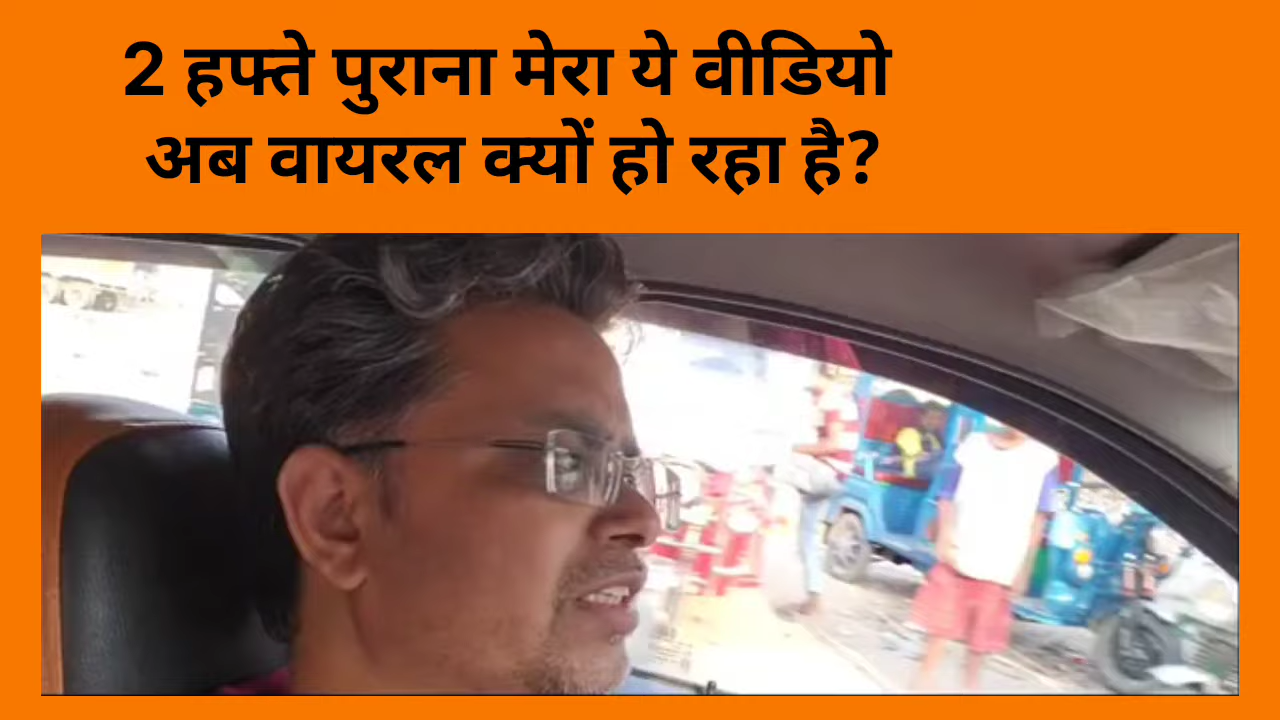 2 हफ्ते पुराना मेरा ये वीडियो
अब वायरल क्यों हो रहा है?